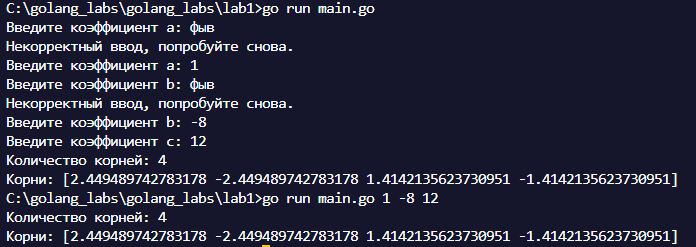 C:\golang_labs\golang_labs\lab1>go run main.go
Введите коэффициент a: фыв
Некорректный ввод, попробуйте снова.
Введите коэффициент a: 1
Введите коэффициент b: фыв
Некорректный ввод, попробуйте снова.
Введите коэффициент b: -8
Введите коэффициент c: 12
Количество корней: 4
Корни: [2.449489742783178 -2.449489742783178 1.4142135623730951 -1.4142135623730951]
C:\golang_labs\golang_labs\lab1>go run main.go 1 -8 12
Количество корней: 4
Корни: [2.449489742783178 -2.449489742783178 1.4142135623730951 -1.4142135623730951]